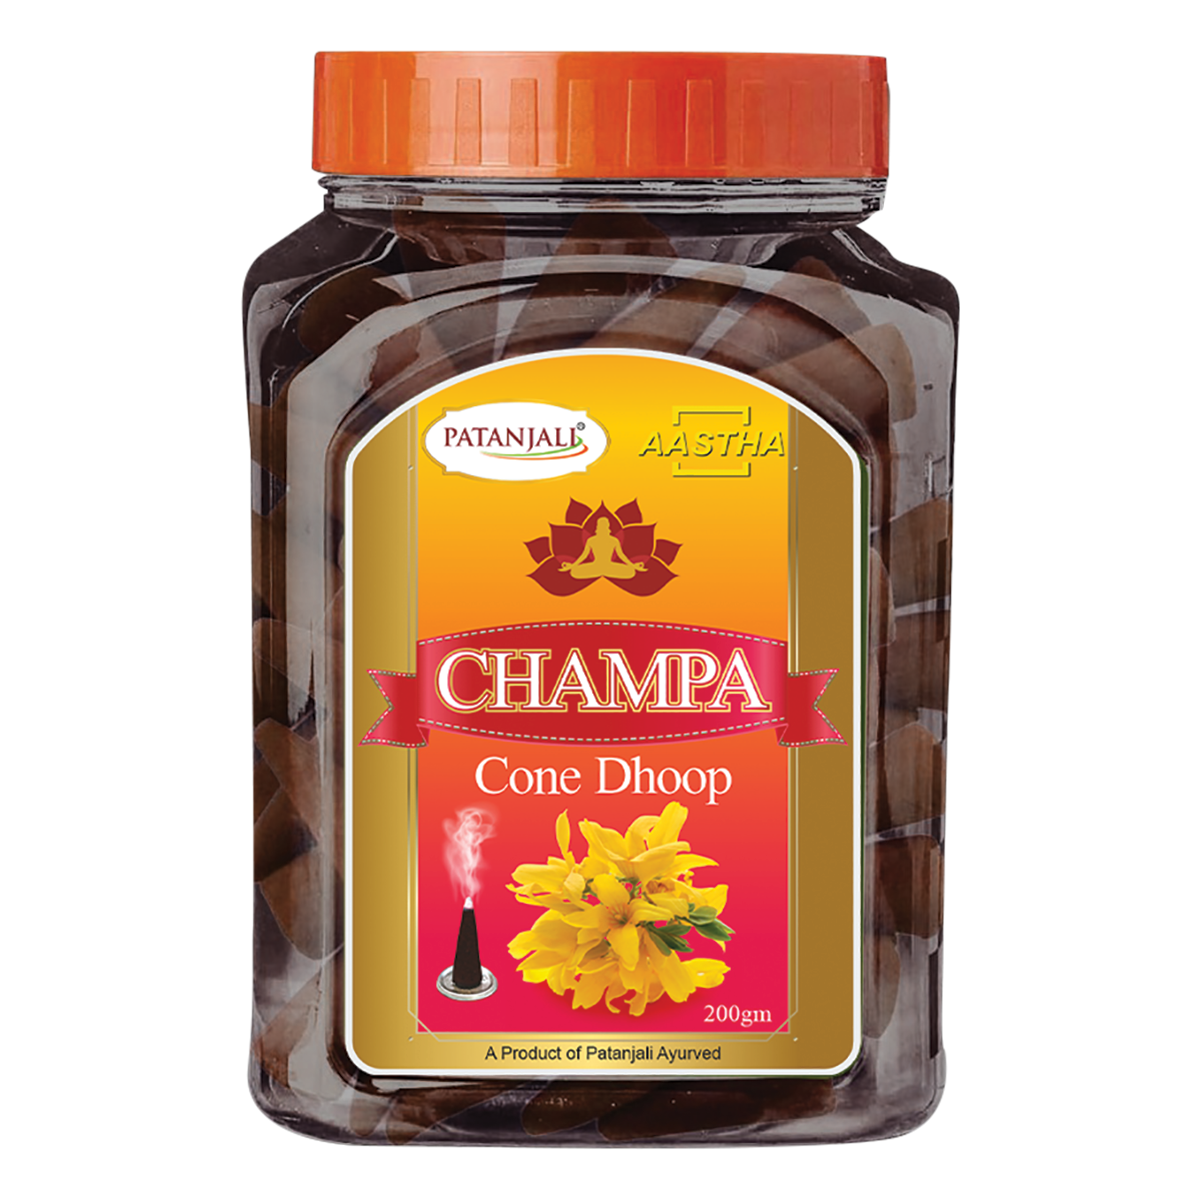 PATANJALI®
AASTHA
CHAMPA
Cone Dhoop
200gm
A Product of Patanjali Ayurved